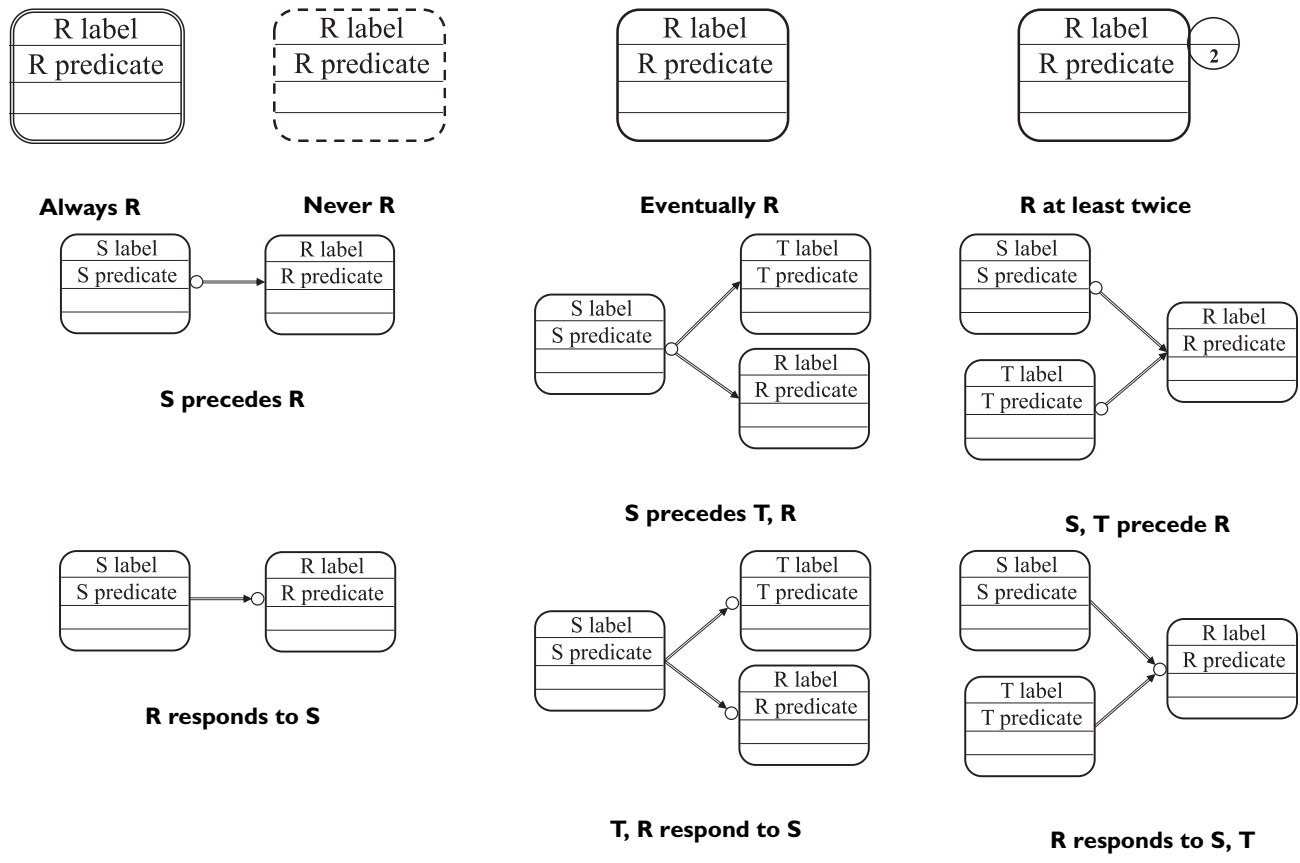 R label
R predicate
R label
R predicate
R label
R predicate
R label
R predicate
2
Always R
Never R
Eventually R
R at least twice
S label
S predicate
R label
R predicate
S precedes R
S label
S predicate
T label
T predicate
R label
R predicate
S precedes T, R
S label
S predicate
T label
T predicate
R label
R predicate
S, T precede R
S label
S predicate
R label
R predicate
R responds to S
S label
S predicate
T label
T predicate
R label
R predicate
T, R respond to S
S label
S predicate
T label
T predicate
R label
R predicate
R responds to S, T